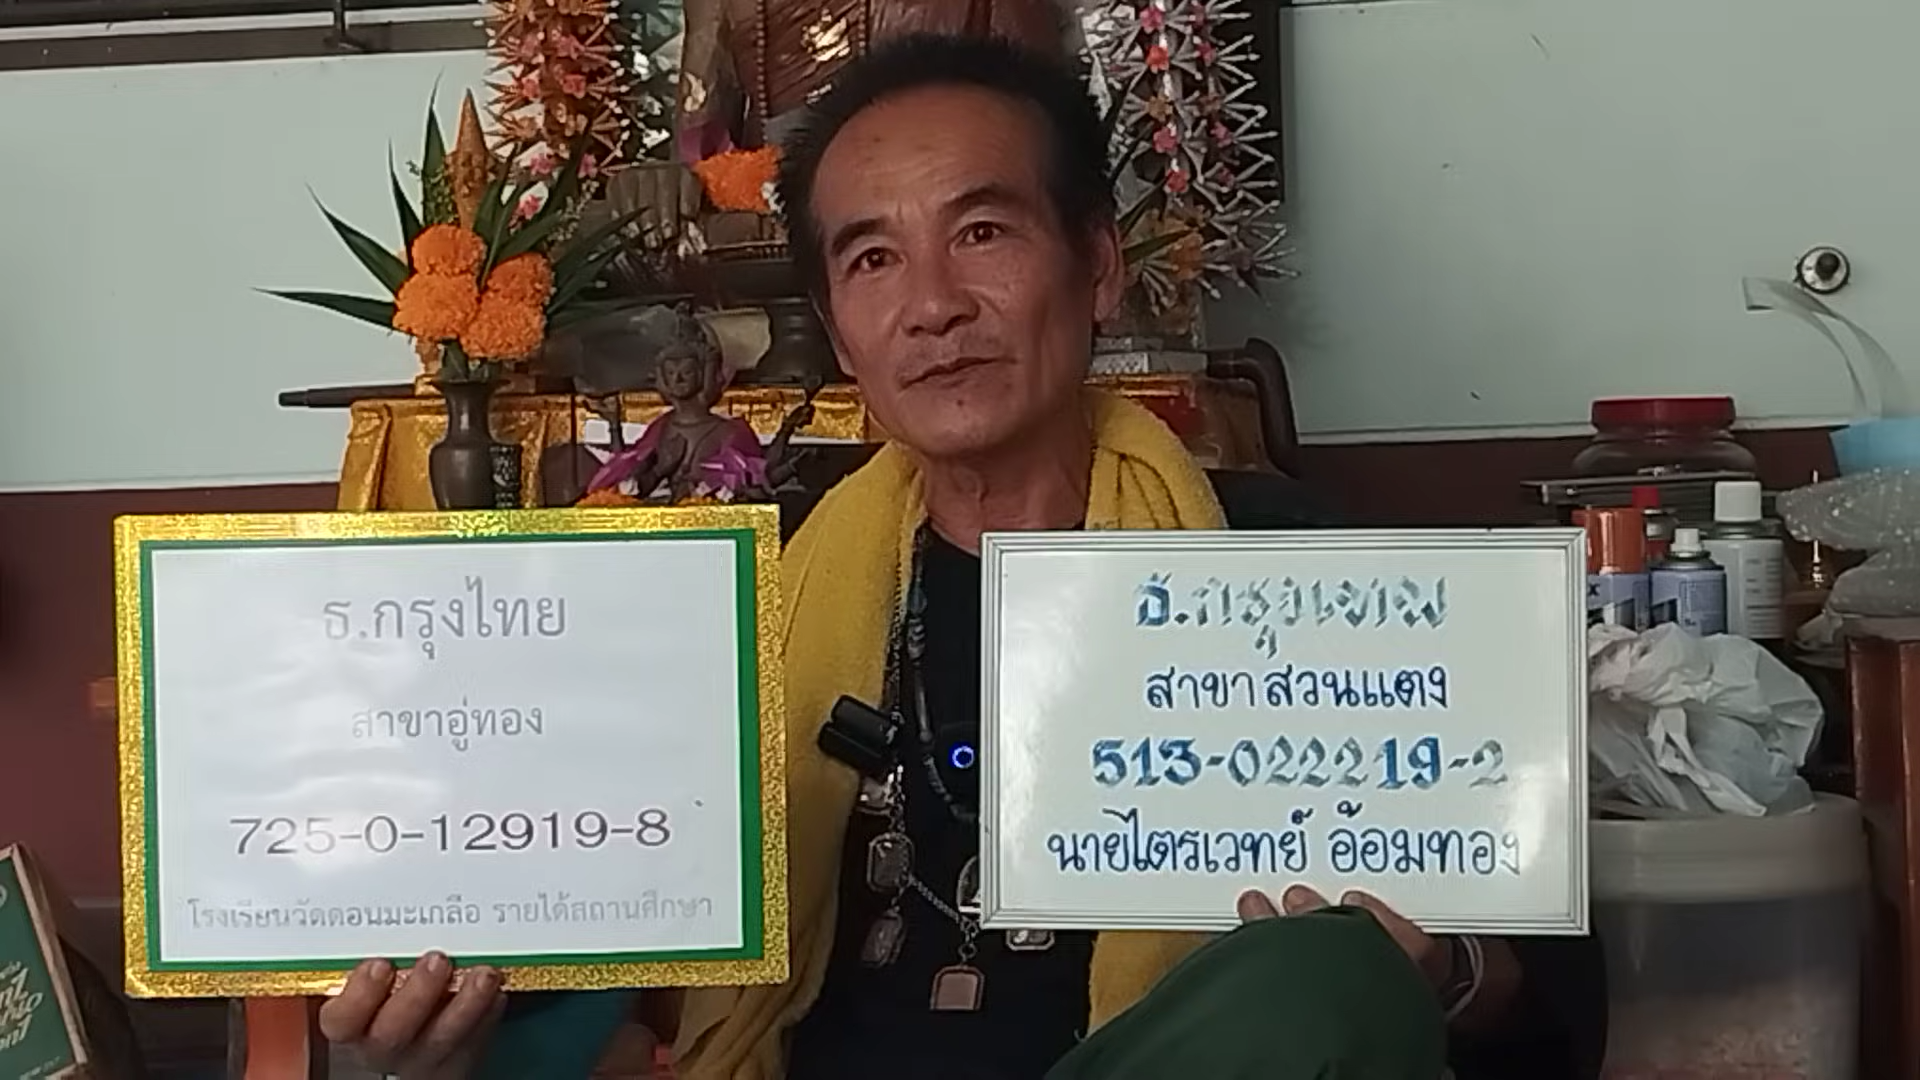 ธ.กรุงไทย
สาขาอู่ทอง
725-0-12919-8
โรงเรียนวัดดอนมะเกลือ รายได้สถานศึกษา
ธ.กรุงเทพ
สาขาสวนแตง
513-022219-2
นายไตรเวทย์ อ้อมทอง